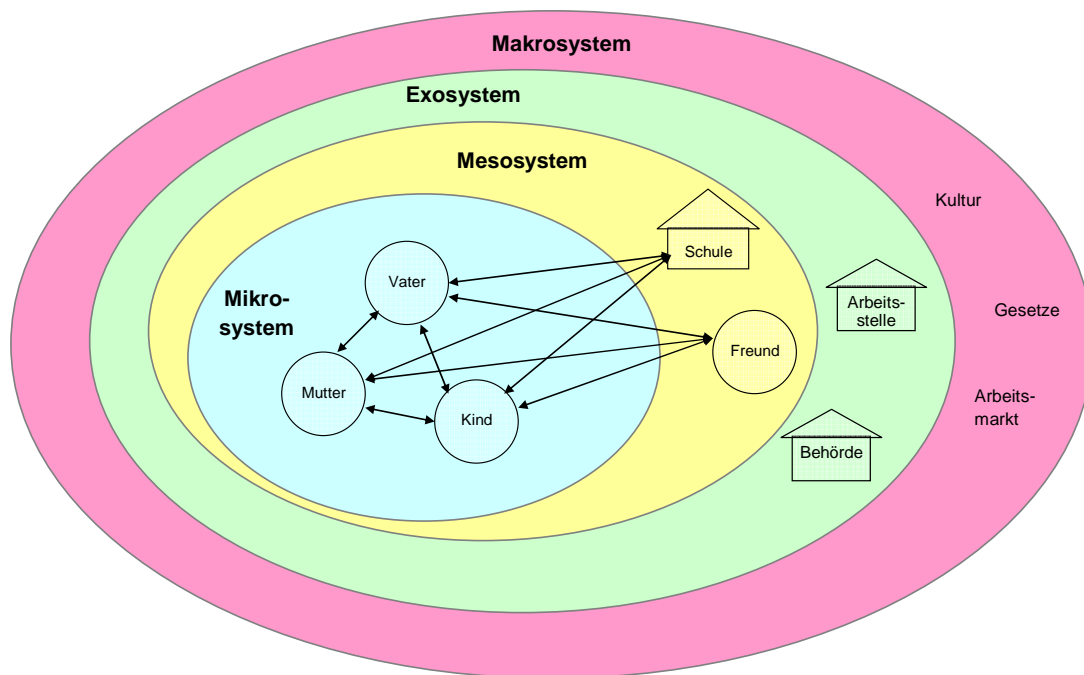 Makrosystem
Exosystem
Mesosystem
Kultur
Schule
Vater
Mikro-
system
Arbeits-
stelle
Gesetze
Freund
Mutter
Kind
Arbeits-
markt
Behörde